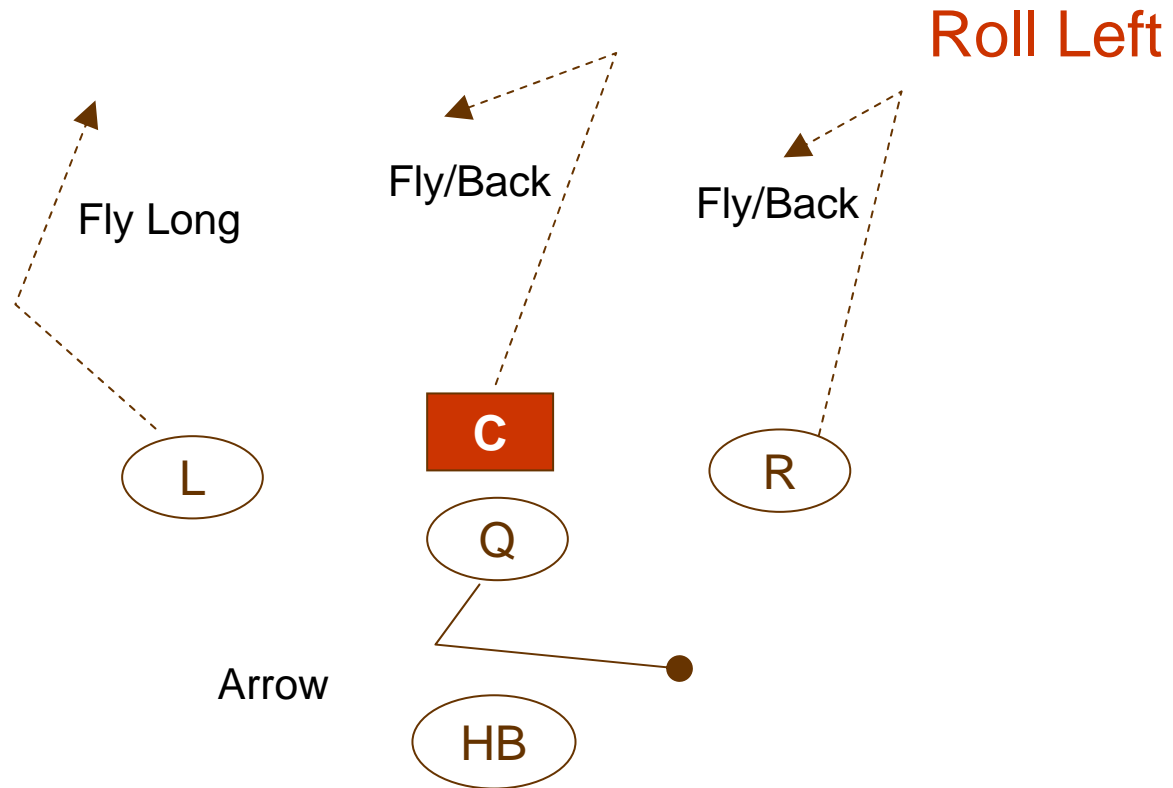 Roll Left
Fly/Back
Fly/Back
Fly Long
C
L
R
Q
Arrow
HB